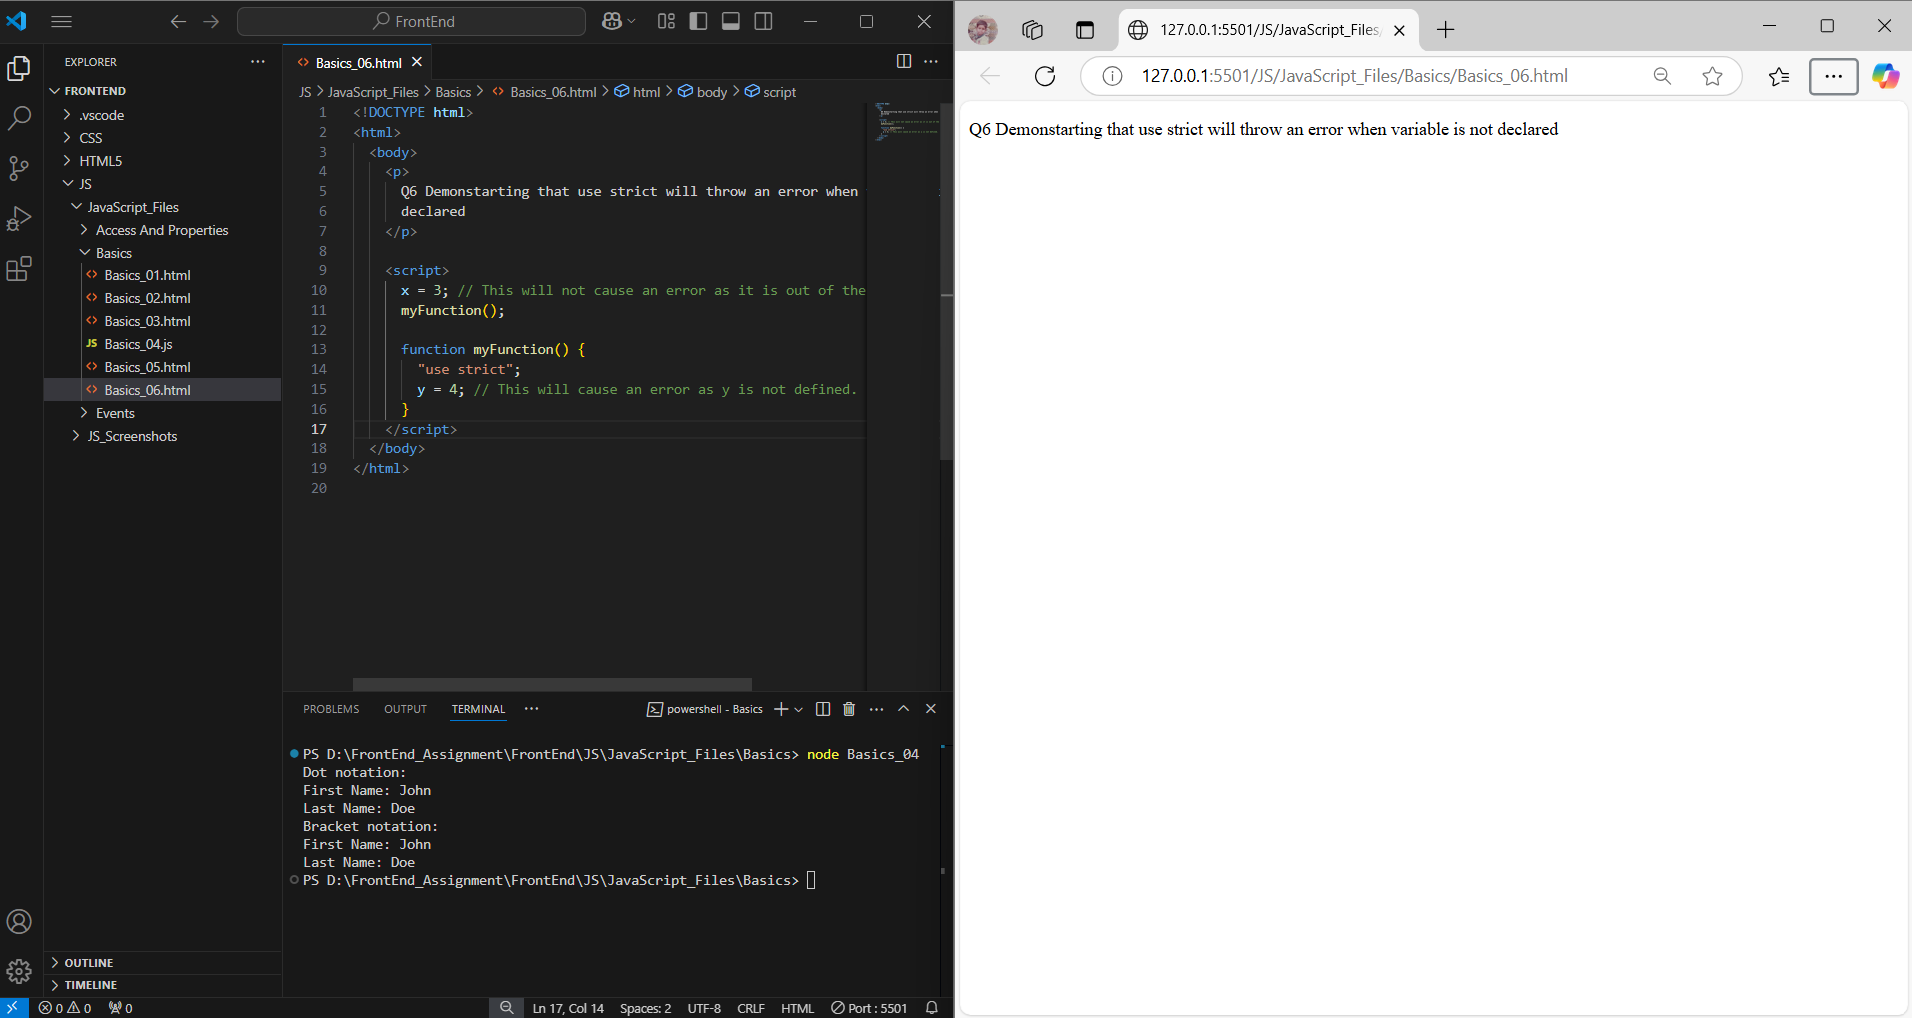 FrontEnd
EXPLORER
FRONTEND
.vscode
CSS
HTML5
JS
JavaScript_Files
Access And Properties
Basics
Basics_01.html
Basics_02.html
Basics_03.html
JS Basics_04.js
Basics_05.html
Basics_06.html
Events
JS_Screenshots
OUTLINE
TIMELINE
Basics_06.html
JS > JavaScript_Files > Basics > <> Basics_06.html > html > body > script
1 <!DOCTYPE html>
2 <html>
3 <body>
4 <p>
5 Q6 Demonstarting that use strict will throw an error when
6 declared
7 </p>
8
9 <script>
10 x = 3; // This will not cause an error as it is out of the
11 myFunction();
12
13 function myFunction() {
14 "use strict";
15 y = 4; // This will cause an error as y is not defined.
16 }
17 </script>
18 </body>
19 </html>
20
PROBLEMS OUTPUT TERMINAL ··· powershell - Basics
PS D:\FrontEnd_Assignment\FrontEnd\JS\JavaScript_Files\Basics> node Basics_04
Dot notation:
First Name: John
Last Name: Doe
Bracket notation:
First Name: John
Last Name: Doe
PS D:\FrontEnd_Assignment\FrontEnd\JS\JavaScript_Files\Basics>
0 0 0 Ln 17, Col 14 Spaces: 2 UTF-8 CRLF HTML Port : 5501
127.0.0.1:5501/JS/JavaScript_Files
127.0.0.1:5501/JS/JavaScript_Files/Basics/Basics_06.html
Q6 Demonstarting that use strict will throw an error when variable is not declared